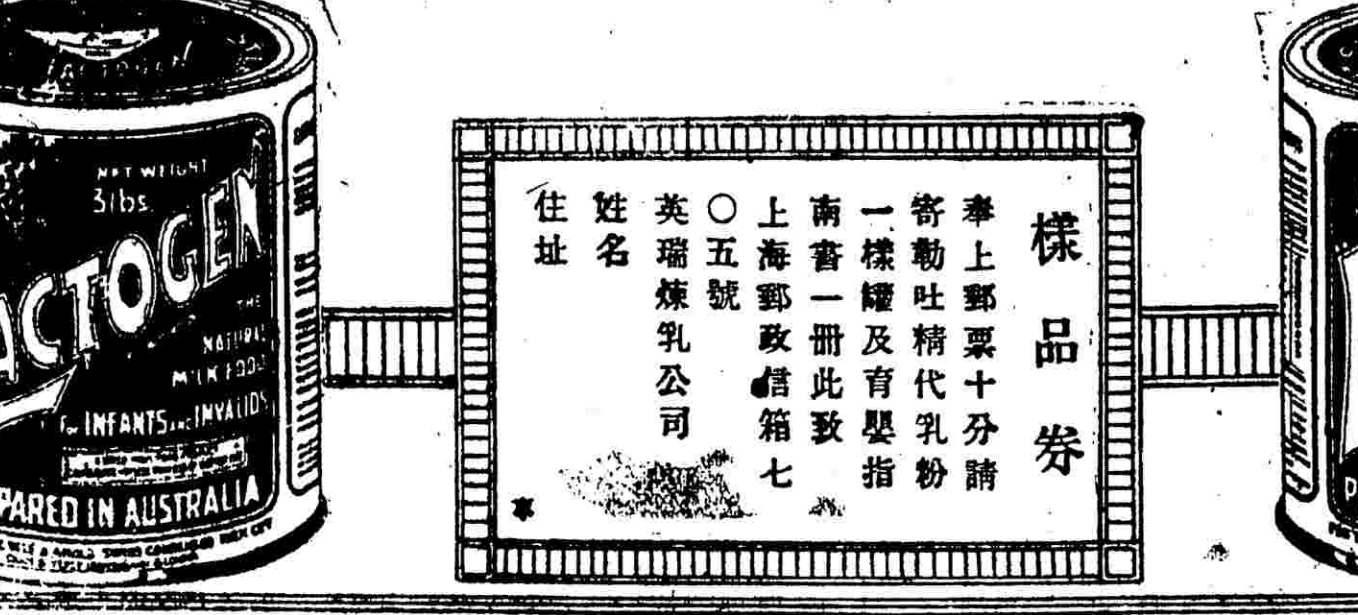 LACTOGEN
NET WEIGHT
3lbs.
ACTOGEN
THE
NATURAL
MILK FOOD
For INFANTS AND INVALIDS
PARED IN AUSTRALIA
樣品券
奉上郵票十分請
寄勒吐精代乳粉
一樣罐及育嬰指
南書一冊此致
上海郵政信箱七
〇五號
英瑞煉乳公司
姓名
住址